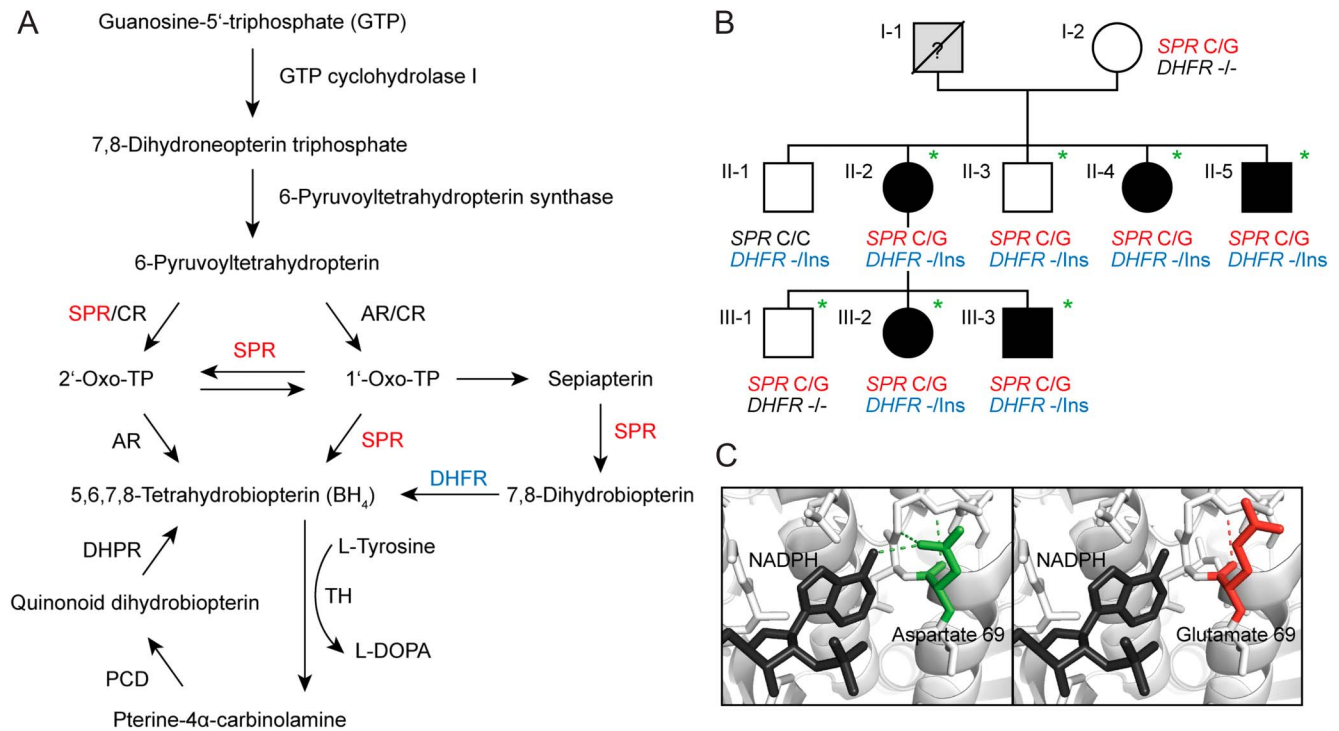 A
Guanosine-5‘-triphosphate (GTP)
GTP cyclohydrolase I
7,8-Dihydroneopterin triphosphate
6-Pyruvoyltetrahydropterin synthase
6-Pyruvoyltetrahydropterin
SPR/CR
AR/CR
SPR
2‘-Oxo-TP
1‘-Oxo-TP
Sepiapterin
AR
SPR
SPR
DHFR
5,6,7,8-Tetrahydrobiopterin (BH₄)
7,8-Dihydrobiopterin
DHPR
L-Tyrosine
Quinonoid dihydrobiopterin
TH
L-DOPA
PCD
Pterine-4α-carbinolamine
B
I-1
?
I-2
SPR C/G
DHFR -/-
II-1
II-2
*
II-3
*
II-4
*
II-5
*
SPR C/C
DHFR -/Ins
SPR C/G
DHFR -/Ins
SPR C/G
DHFR -/Ins
SPR C/G
DHFR -/Ins
SPR C/G
DHFR -/Ins
III-1
*
III-2
*
III-3
*
SPR C/G
DHFR -/-
SPR C/G
DHFR -/Ins
SPR C/G
DHFR -/Ins
C
NADPH
Aspartate 69
NADPH
Glutamate 69